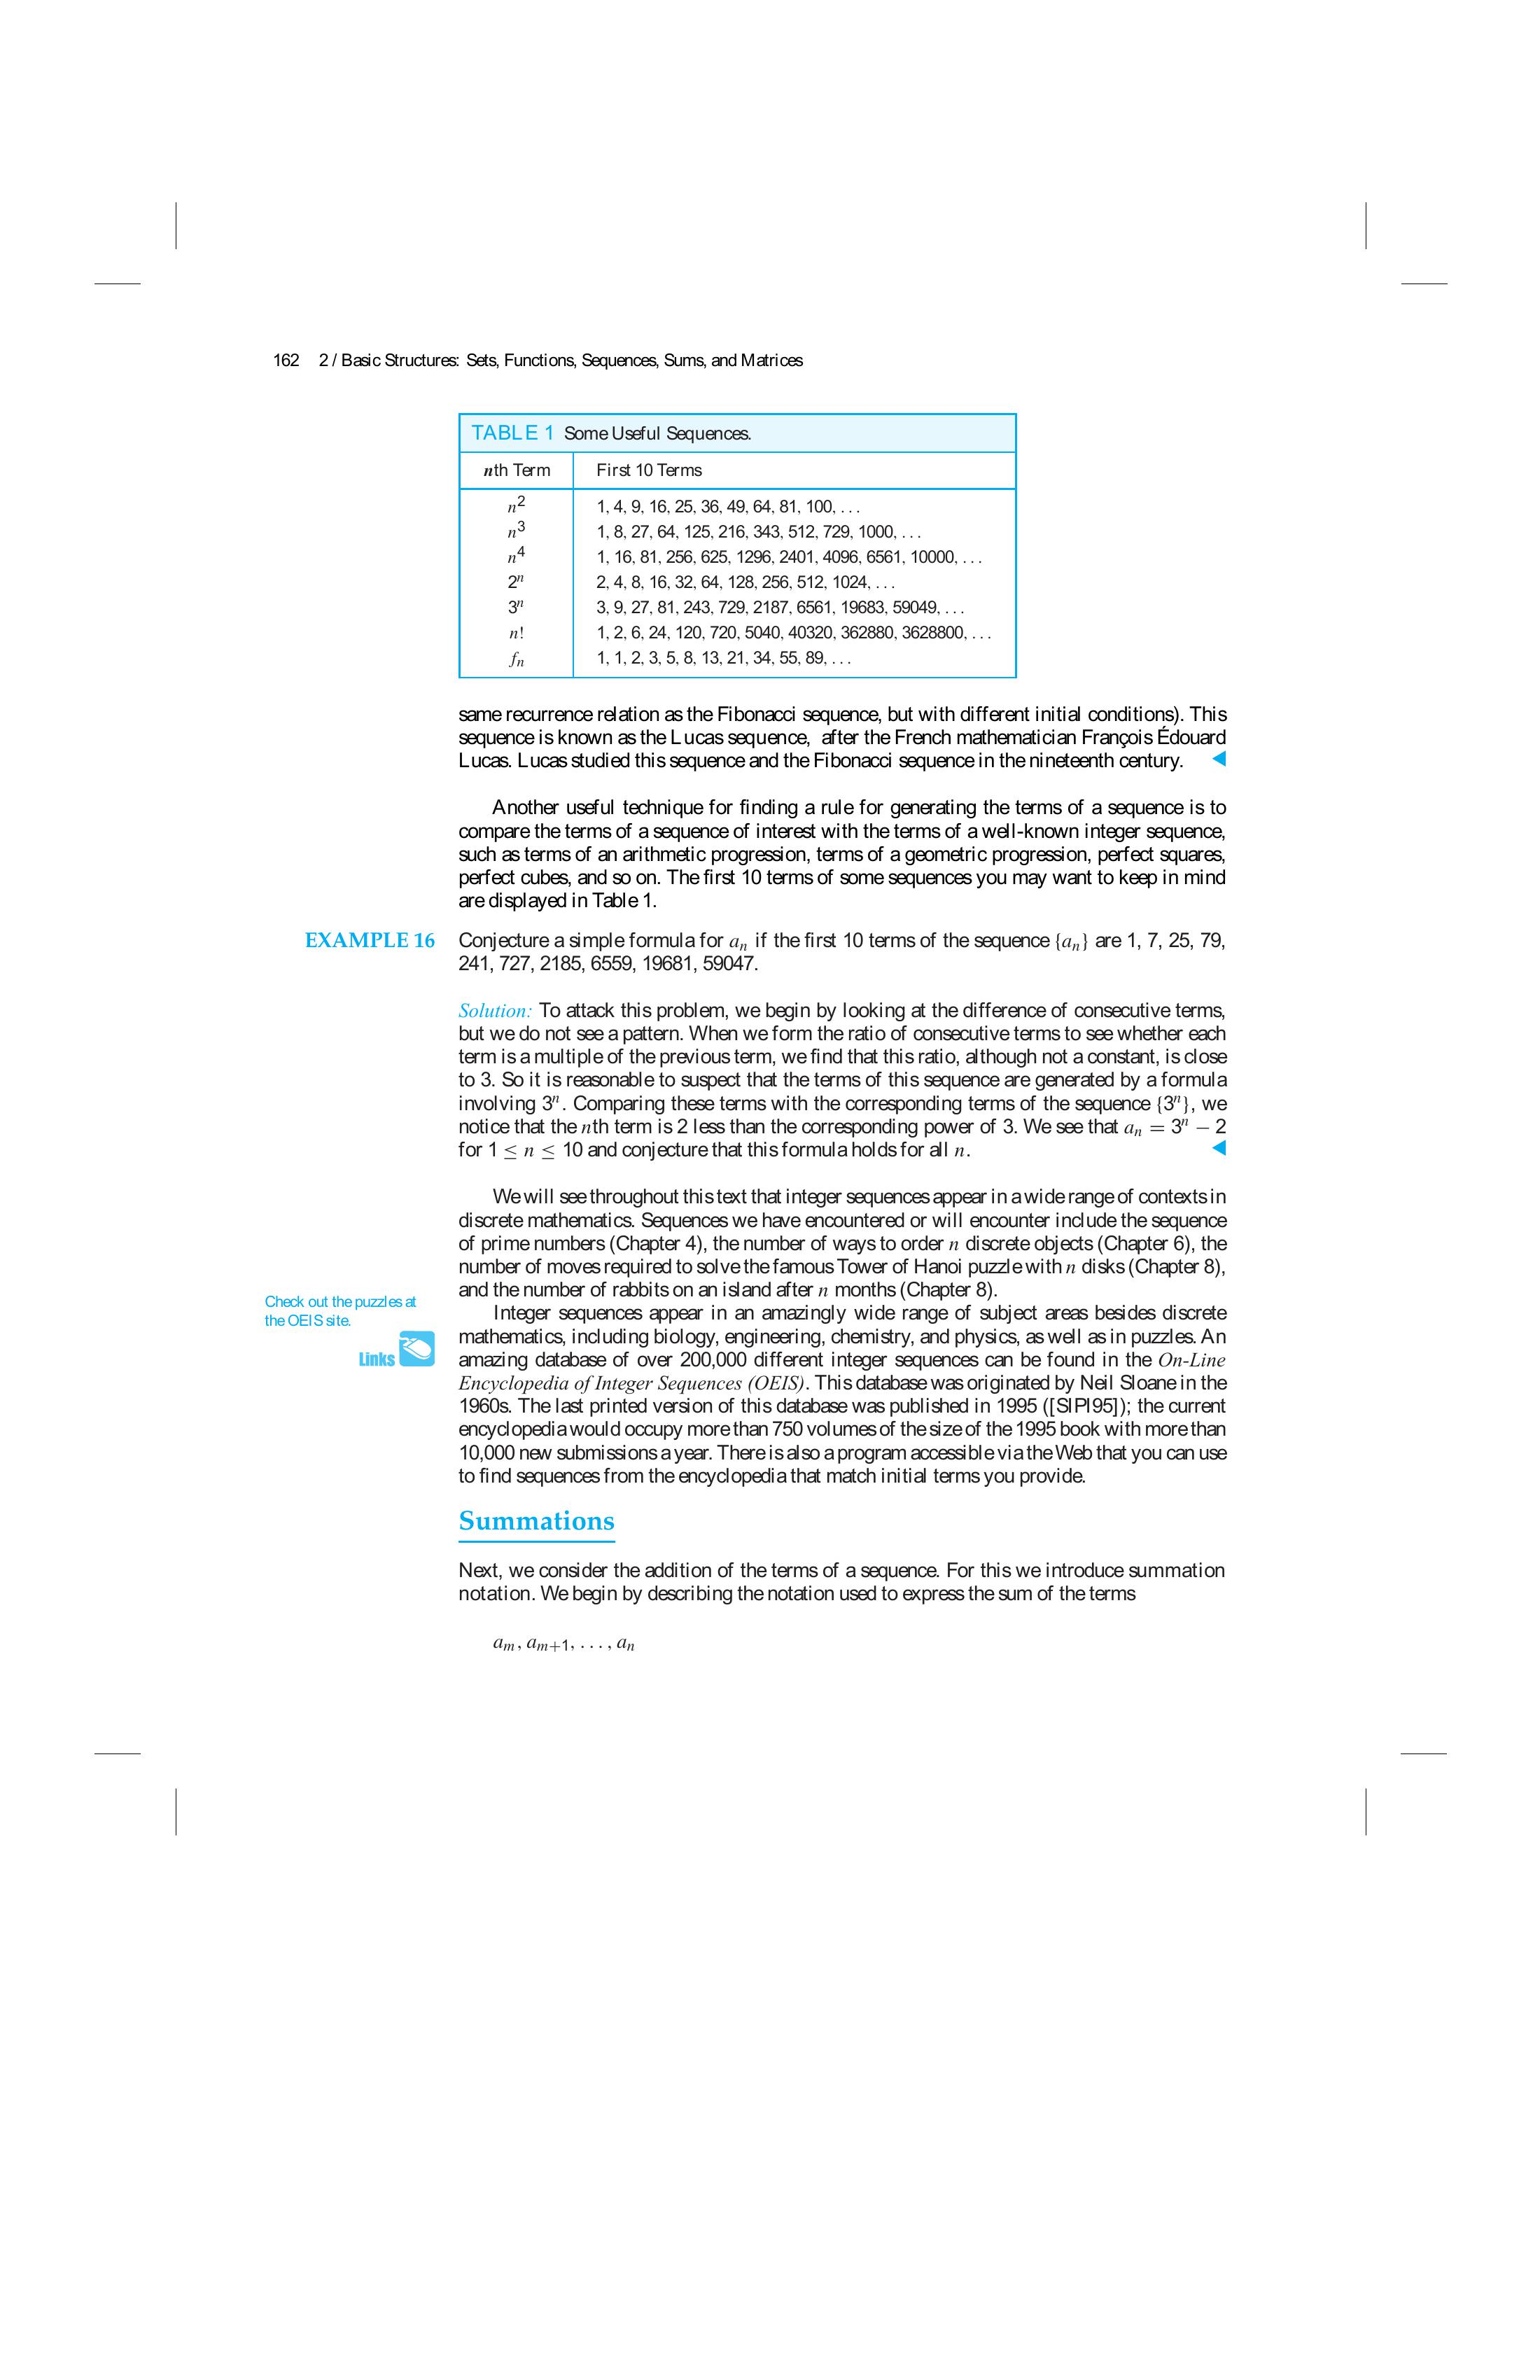 162 2 / Basic Structures: Sets, Functions, Sequences, Sums, and Matrices
TABLE 1 Some Useful Sequences.
nth Term First 10 Terms
n² 1, 4, 9, 16, 25, 36, 49, 64, 81, 100, . . .
n³ 1, 8, 27, 64, 125, 216, 343, 512, 729, 1000, . . .
n⁴ 1, 16, 81, 256, 625, 1296, 2401, 4096, 6561, 10000, . . .
2ⁿ 2, 4, 8, 16, 32, 64, 128, 256, 512, 1024, . . .
3ⁿ 3, 9, 27, 81, 243, 729, 2187, 6561, 19683, 59049, . . .
n! 1, 2, 6, 24, 120, 720, 5040, 40320, 362880, 3628800, . . .
fₙ 1, 1, 2, 3, 5, 8, 13, 21, 34, 55, 89, . . .
same recurrence relation as the Fibonacci sequence, but with different initial conditions). This
sequence is known as the Lucas sequence, after the French mathematician François Édouard
Lucas. Lucas studied this sequence and the Fibonacci sequence in the nineteenth century. ◀
Another useful technique for finding a rule for generating the terms of a sequence is to
compare the terms of a sequence of interest with the terms of a well-known integer sequence,
such as terms of an arithmetic progression, terms of a geometric progression, perfect squares,
perfect cubes, and so on. The first 10 terms of some sequences you may want to keep in mind
are displayed in Table 1.
EXAMPLE 16 Conjecture a simple formula for aₙ if the first 10 terms of the sequence {aₙ} are 1, 7, 25, 79,
241, 727, 2185, 6559, 19681, 59047.
Solution: To attack this problem, we begin by looking at the difference of consecutive terms,
but we do not see a pattern. When we form the ratio of consecutive terms to see whether each
term is a multiple of the previous term, we find that this ratio, although not a constant, is close
to 3. So it is reasonable to suspect that the terms of this sequence are generated by a formula
involving 3ⁿ. Comparing these terms with the corresponding terms of the sequence {3ⁿ}, we
notice that the nth term is 2 less than the corresponding power of 3. We see that aₙ = 3ⁿ − 2
for 1 ≤ n ≤ 10 and conjecture that this formula holds for all n. ◀
We will see throughout this text that integer sequences appear in a wide range of contexts in
discrete mathematics. Sequences we have encountered or will encounter include the sequence
of prime numbers (Chapter 4), the number of ways to order n discrete objects (Chapter 6), the
number of moves required to solve the famous Tower of Hanoi puzzle with n disks (Chapter 8),
and the number of rabbits on an island after n months (Chapter 8).
Check out the puzzles at
the OEIS site.
Links
Integer sequences appear in an amazingly wide range of subject areas besides discrete
mathematics, including biology, engineering, chemistry, and physics, as well as in puzzles. An
amazing database of over 200,000 different integer sequences can be found in the On-Line
Encyclopedia of Integer Sequences (OEIS). This database was originated by Neil Sloane in the
1960s. The last printed version of this database was published in 1995 ([SIPI95]); the current
encyclopedia would occupy more than 750 volumes of the size of the 1995 book with more than
10,000 new submissions a year. There is also a program accessible via the Web that you can use
to find sequences from the encyclopedia that match initial terms you provide.
Summations
Next, we consider the addition of the terms of a sequence. For this we introduce summation
notation. We begin by describing the notation used to express the sum of the terms
aₘ, aₘ₊₁, . . . , aₙ